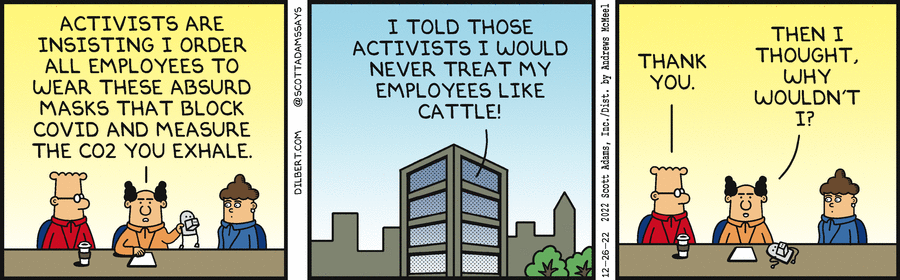 ACTIVISTS ARE
INSISTING I ORDER
ALL EMPLOYEES TO
WEAR THESE ABSURD
MASKS THAT BLOCK
COVID AND MEASURE
THE CO2 YOU EXHALE.
DILBERT.COM @SCOTTADAMSSAYS
I TOLD THOSE
ACTIVISTS I WOULD
NEVER TREAT MY
EMPLOYEES LIKE
CATTLE!
12-26-22 2022 Scott Adams, Inc./Dist. by Andrews McMeel
THANK
YOU.
THEN I
THOUGHT,
WHY
WOULDN'T
I?